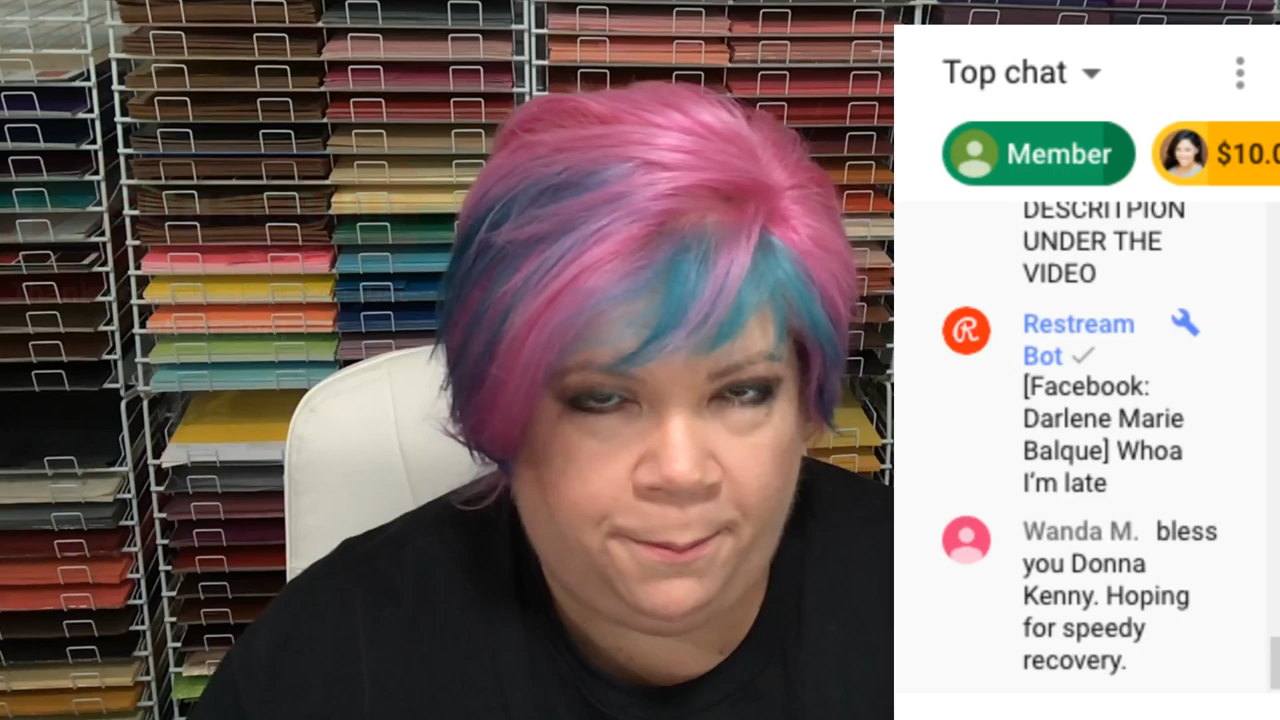 Top chat
Member
$10.0
DESCRITPION
UNDER THE
VIDEO
Restream
Bot
[Facebook:
Darlene Marie
Balque] Whoa
I'm late
Wanda M. bless
you Donna
Kenny. Hoping
for speedy
recovery.